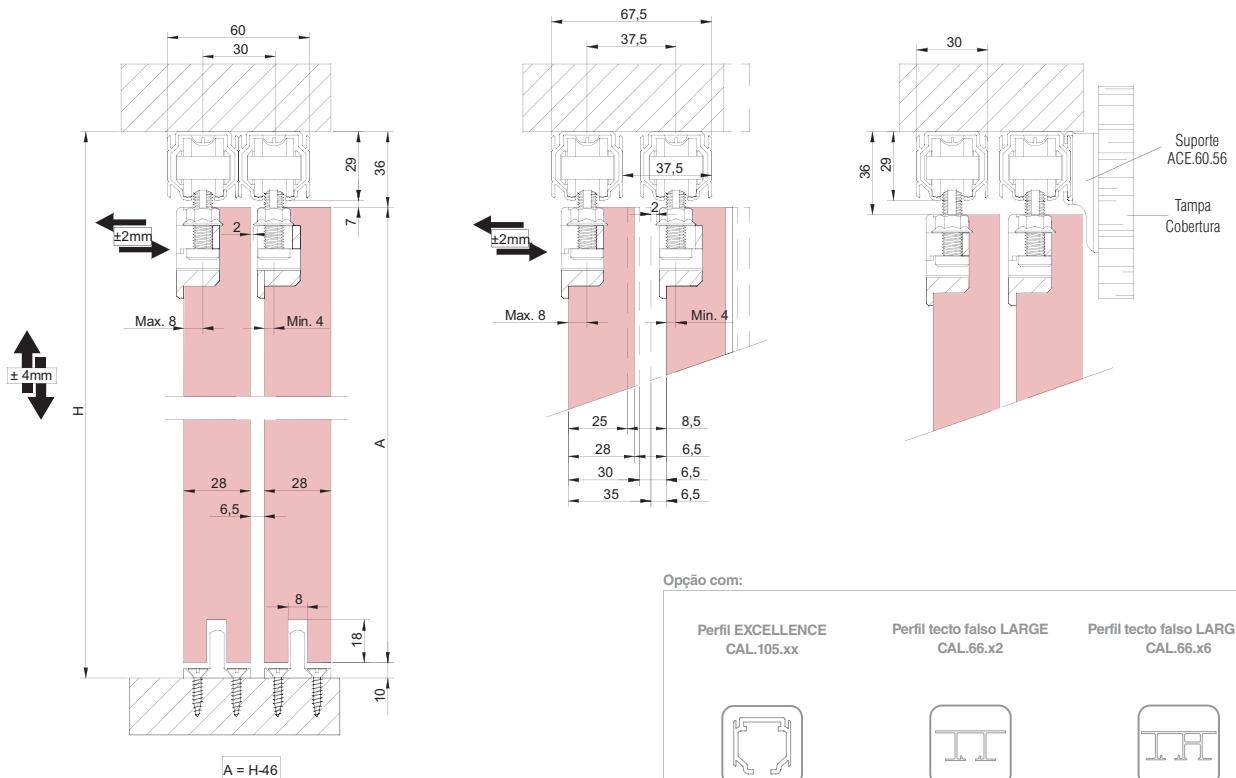 60
30
29
36
7
±2mm
2
Max. 8
Min. 4
± 4mm
H
A
28
28
6,5
8
18
10
A = H-46
67,5
37,5
37,5
2
±2mm
Max. 8
Min. 4
25
8,5
28
6,5
30
6,5
35
6,5
30
36
29
Suporte
ACE.60.56
Tampa
Cobertura
Opção com:
Perfil EXCELLENCE
CAL.105.xx
Perfil tecto falso LARGE
CAL.66.x2
Perfil tecto falso LARG
CAL.66.x6